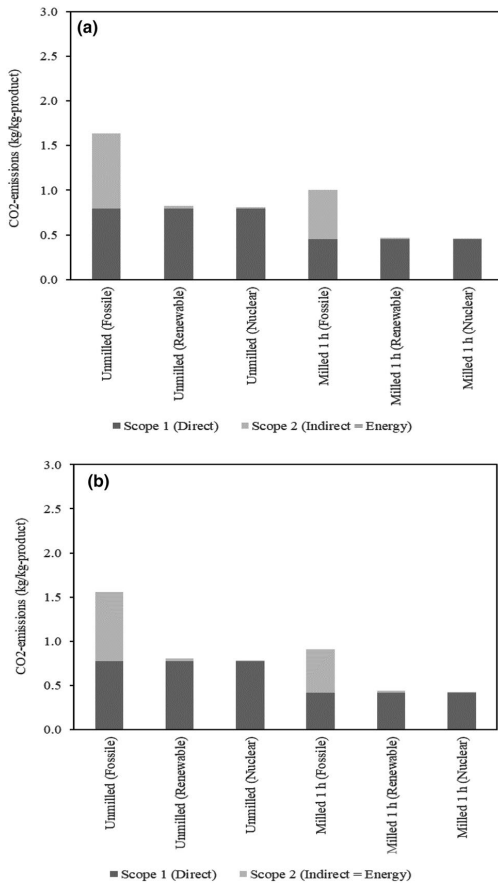 (a)
3.0
2.5
2.0
1.5
1.0
0.5
0.0
CO2-emissions (kg/kg-product)
Unmilled (Fossile)
Unmilled (Renewable)
Unmilled (Nuclear)
Milled 1 h (Fossile)
Milled 1 h (Renewable)
Milled 1 h (Nuclear)
Scope 1 (Direct) Scope 2 (Indirect = Energy)
(b)
3.0
2.5
2.0
1.5
1.0
0.5
0.0
CO2-emissions (kg/kg-product)
Unmilled (Fossile)
Unmilled (Renewable)
Unmilled (Nuclear)
Milled 1 h (Fossile)
Milled 1 h (Renewable)
Milled 1 h (Nuclear)
Scope 1 (Direct) Scope 2 (Indirect = Energy)